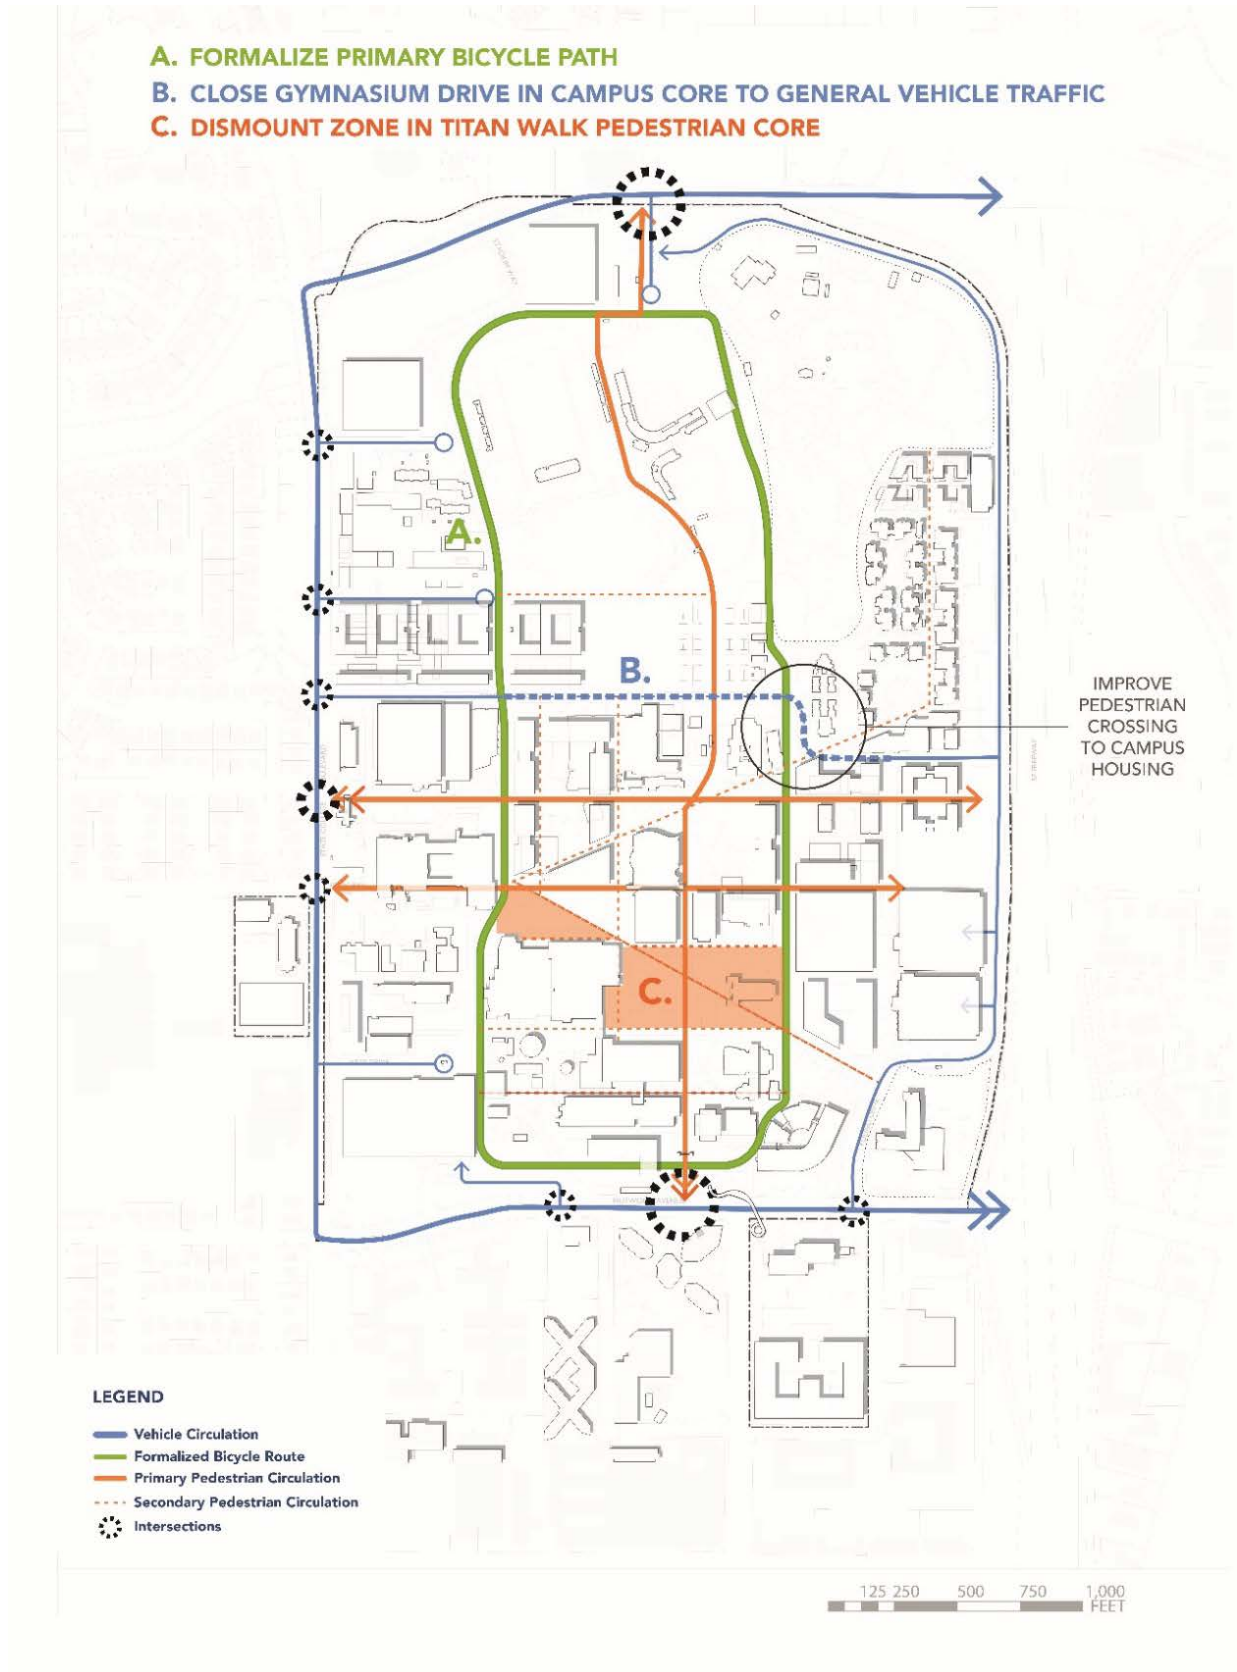 A. FORMALIZE PRIMARY BICYCLE PATH
B. CLOSE GYMNASIUM DRIVE IN CAMPUS CORE TO GENERAL VEHICLE TRAFFIC
C. DISMOUNT ZONE IN TITAN WALK PEDESTRIAN CORE
A.
B.
IMPROVE
PEDESTRIAN
CROSSING
TO CAMPUS
HOUSING
C.
LEGEND
Vehicle Circulation
Formalized Bicycle Route
Primary Pedestrian Circulation
Secondary Pedestrian Circulation
Intersections
125 250 500 750 1,000
FEET